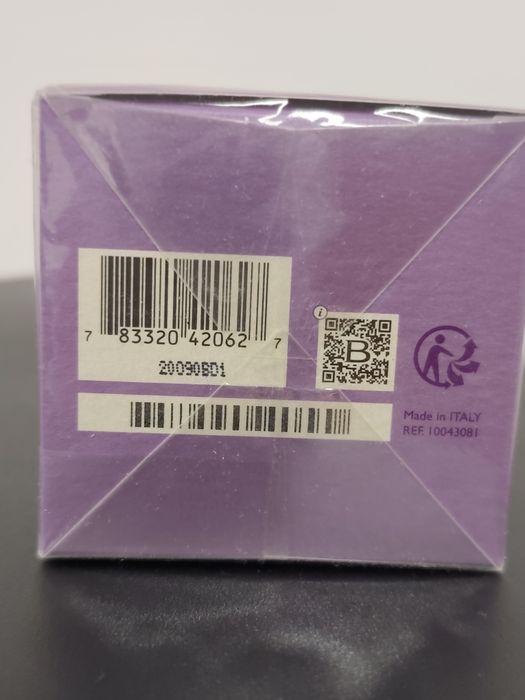 7 83320 42062 7
20090BD1
i
B
Made in ITALY
REF. 10043081